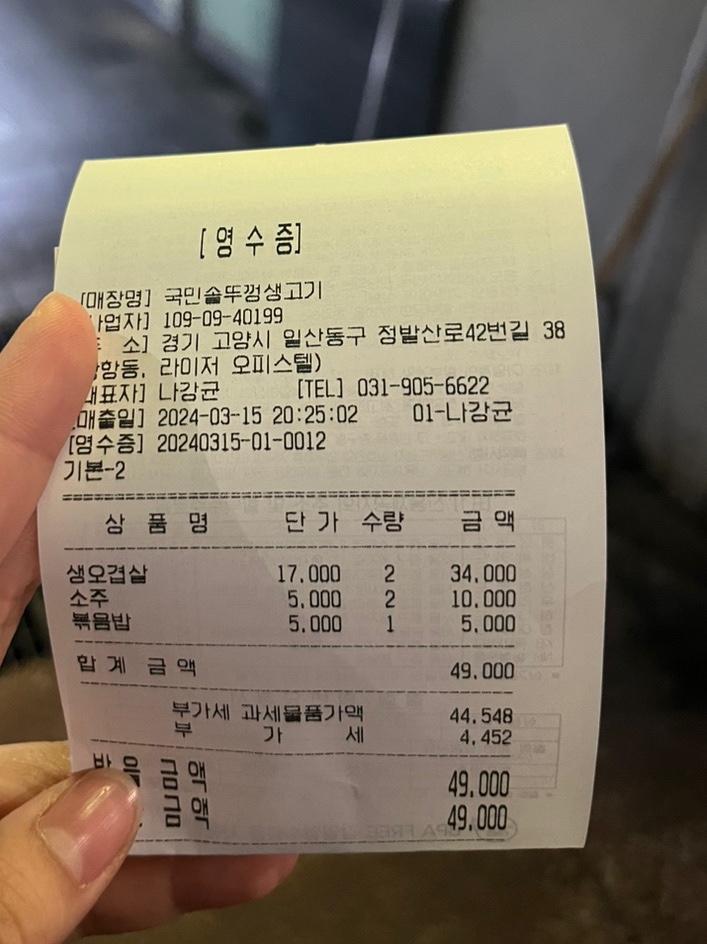 [영수증]
[매장명] 국민솥뚜껑생고기
사업자] 109-09-40199
소] 경기 고양시 일산동구 정발산로42번길 38
라미저 오피스텔)
대표자] 나강균 [TEL] 031-905-6622
[매출일] 2024-03-15 20:25:02 01-나강균
[영수증] 20240315-01-0012
기본-2
상 품 명 단 가 수량 금 액
생오겹살 17,000 2 34,000
소주 5,000 2 10,000
볶음밥 5,000 1 5,000
합 계 금 액 49,000
부가세 과세물품가액 44,548
부 가 세 4,452
받을 금액 49,000
금액 49,000
BPA FREE